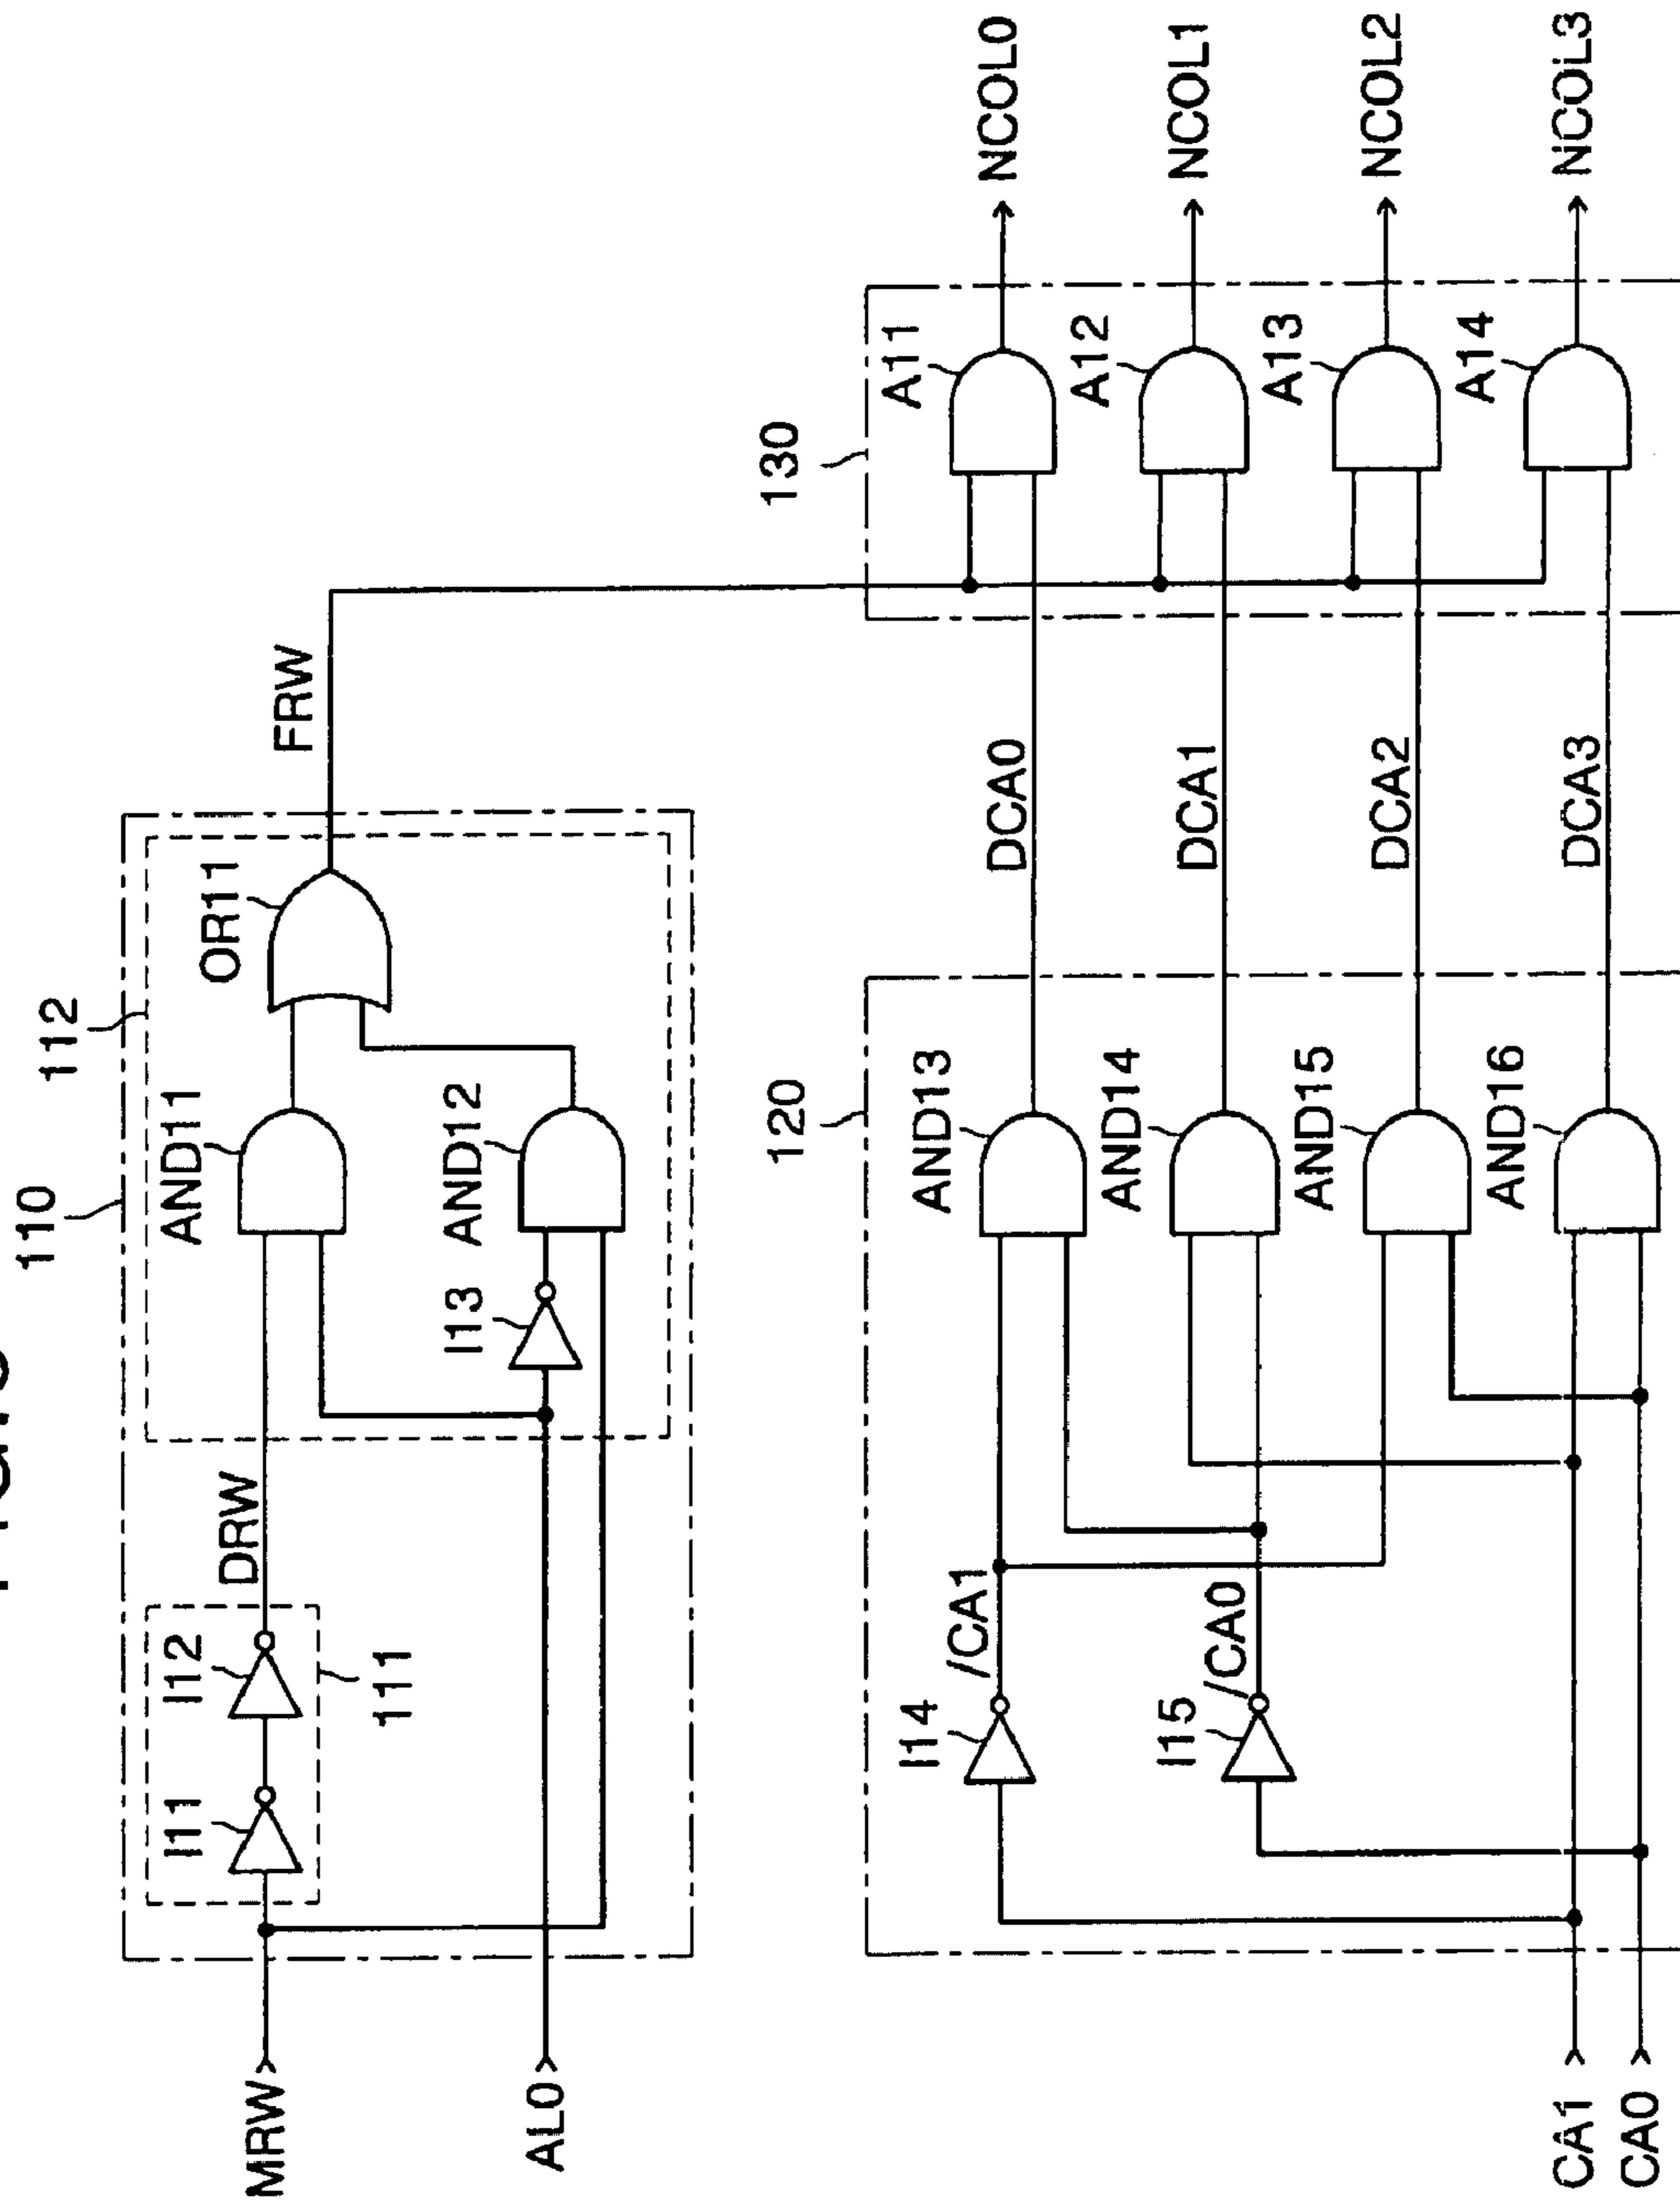 110
112
AND11
OR11
I11
I12
DRW
111
I13
AND12
FRW
MRW
AL0
120
130
I14
/CA1
AND13
DCA0
A11
NCOL0
I15
/CA0
AND14
DCA1
A12
NCOL1
AND15
DCA2
A13
NCOL2
AND16
DCA3
A14
NCOL3
CA1
CA0